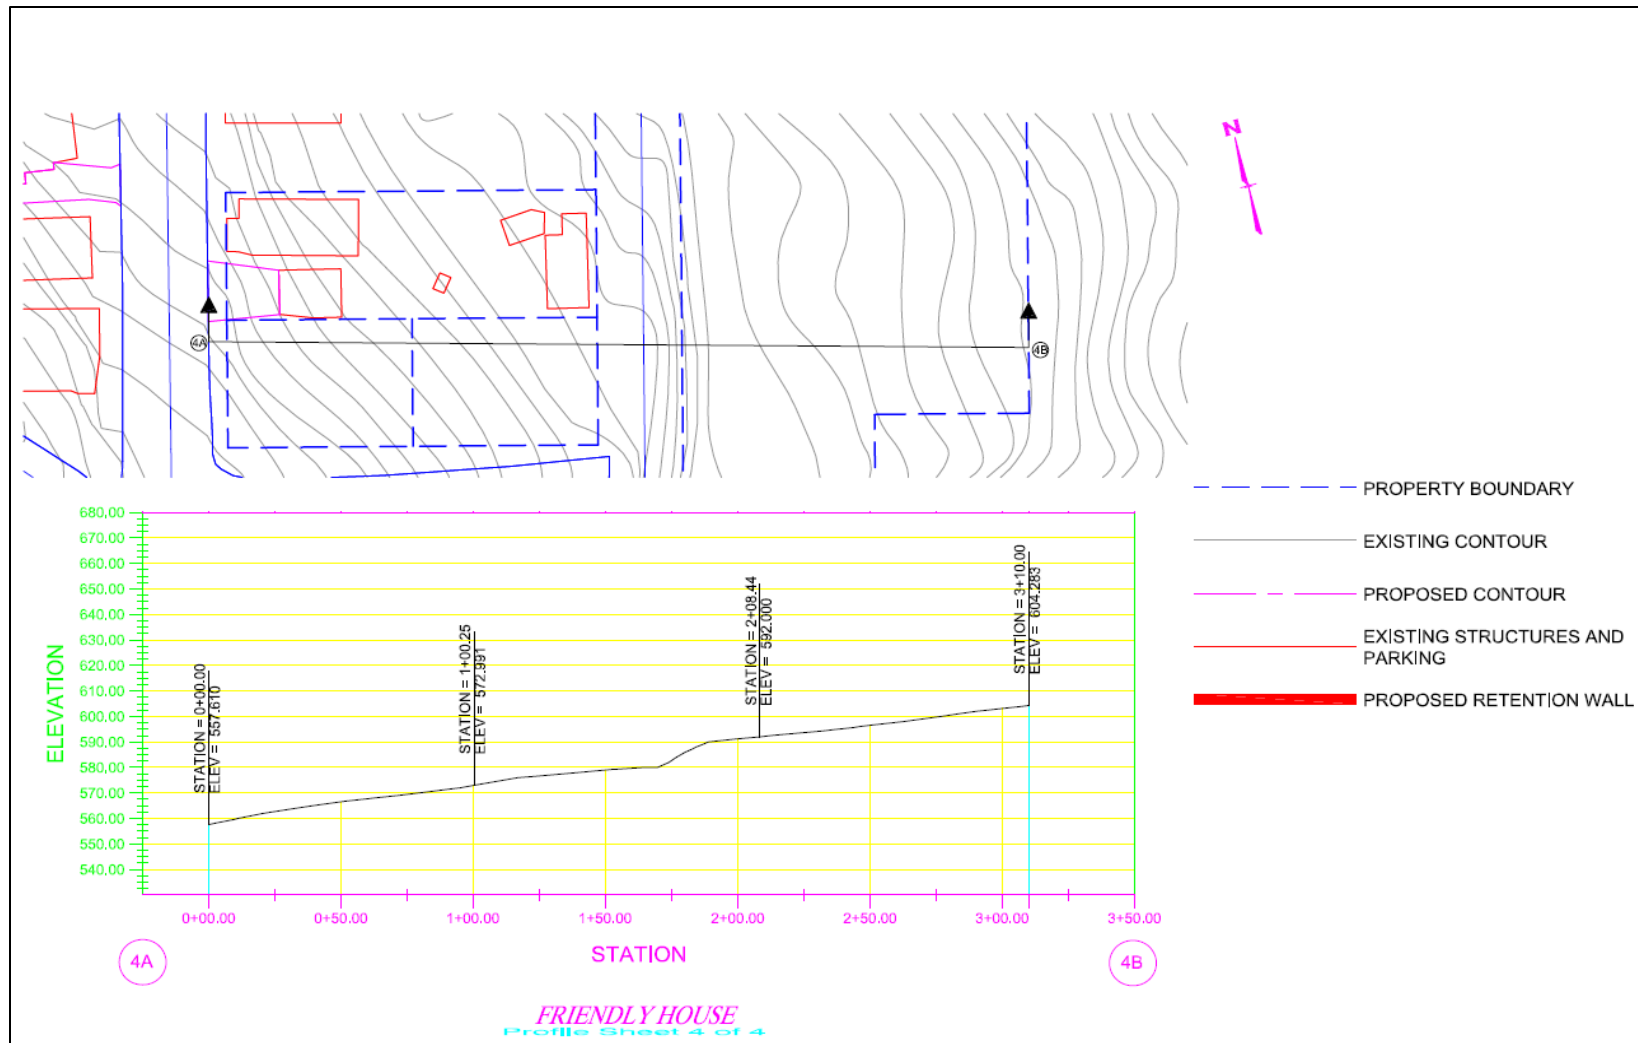 N
4A
4B
PROPERTY BOUNDARY
EXISTING CONTOUR
PROPOSED CONTOUR
EXISTING STRUCTURES AND
PARKING
PROPOSED RETENTION WALL
680.00
670.00
660.00
650.00
640.00
630.00
620.00
610.00
600.00
590.00
580.00
570.00
560.00
550.00
540.00
ELEVATION
STATION = 0+00.00
ELEV = 557.610
STATION = 1+00.25
ELEV = 572.991
STATION = 2+08.44
ELEV = 592.000
STATION = 3+10.00
ELEV = 604.283
0+00.00
0+50.00
1+00.00
1+50.00
2+00.00
2+50.00
3+00.00
3+50.00
4A
STATION
4B
FRIENDLY HOUSE
Profile Sheet 4 of 4